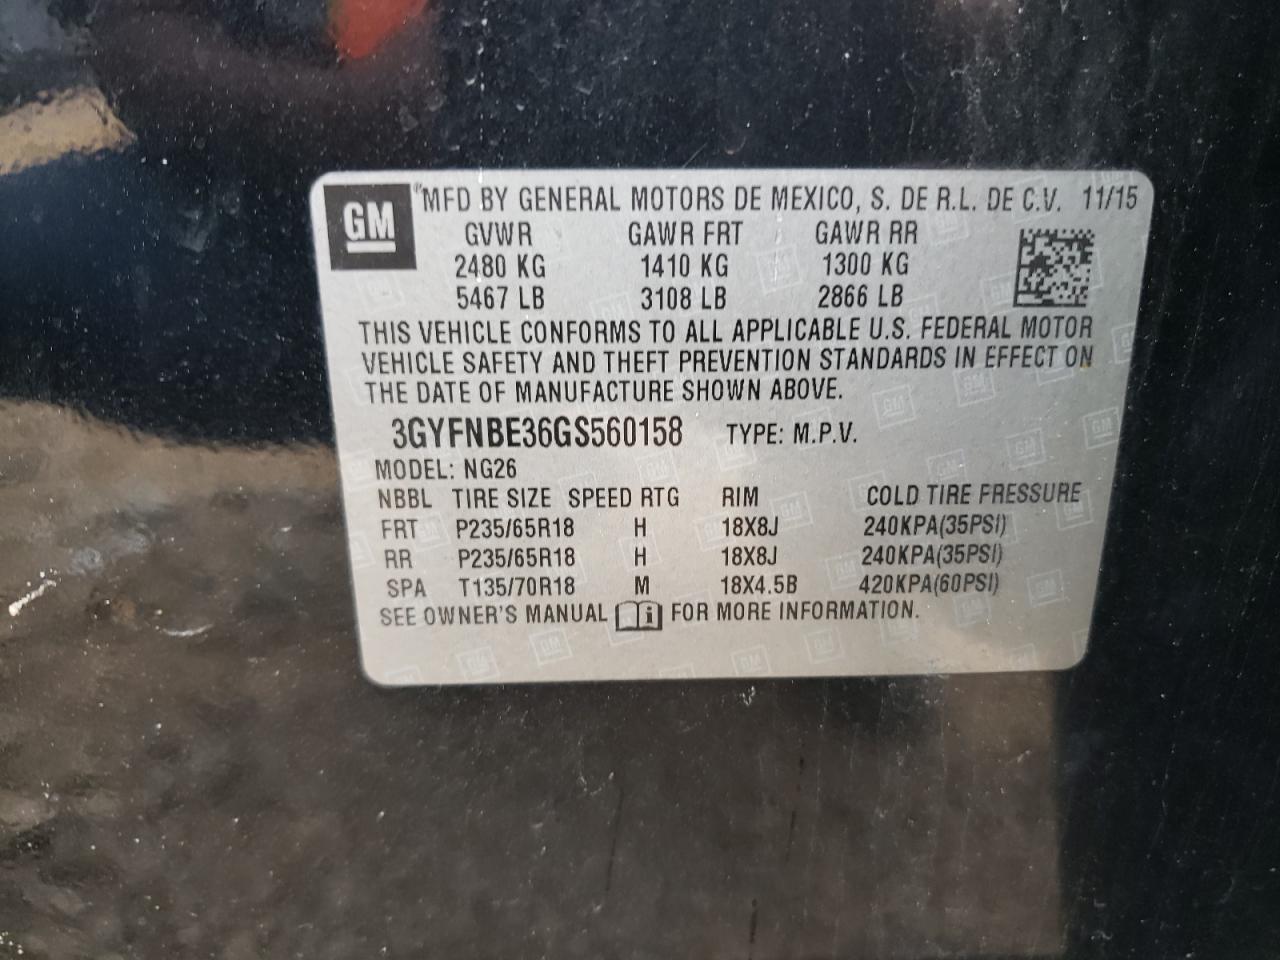 GM ® MFD BY GENERAL MOTORS DE MEXICO, S. DE R.L. DE C.V. 11/15
GVWR GAWR FRT GAWR RR
2480 KG 1410 KG 1300 KG
5467 LB 3108 LB 2866 LB
THIS VEHICLE CONFORMS TO ALL APPLICABLE U.S. FEDERAL MOTOR
VEHICLE SAFETY AND THEFT PREVENTION STANDARDS IN EFFECT ON
THE DATE OF MANUFACTURE SHOWN ABOVE.
3GYFNBE36GS560158 TYPE: M.P.V.
MODEL: NG26
NBBL TIRE SIZE SPEED RTG RIM COLD TIRE PRESSURE
FRT P235/65R18 H 18X8J 240KPA(35PSI)
RR P235/65R18 H 18X8J 240KPA(35PSI)
SPA T135/70R18 M 18X4.5B 420KPA(60PSI)
SEE OWNER'S MANUAL i FOR MORE INFORMATION.